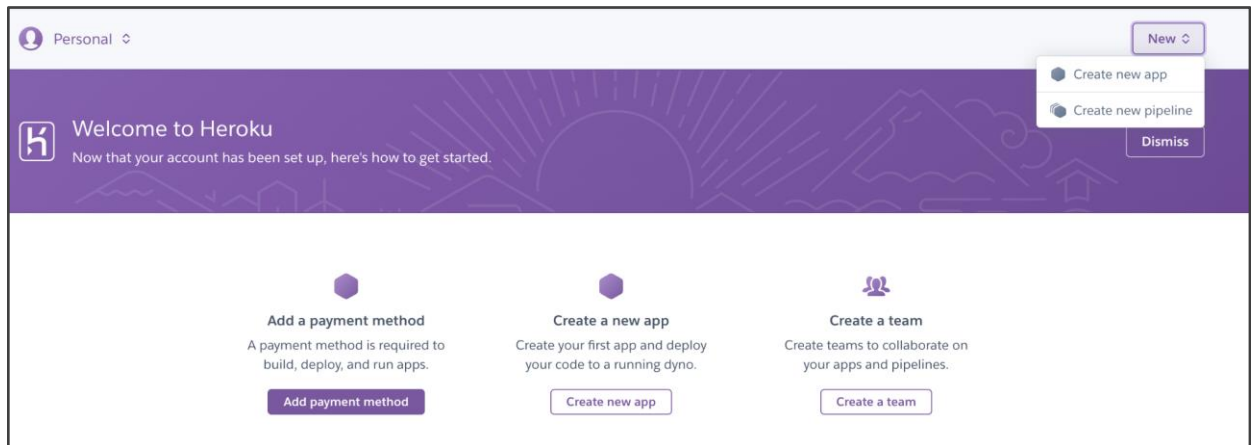 Personal
New
Create new app
Create new pipeline
Welcome to Heroku
Now that your account has been set up, here's how to get started.
Dismiss
Add a payment method
A payment method is required to
build, deploy, and run apps.
Add payment method
Create a new app
Create your first app and deploy
your code to a running dyno.
Create new app
Create a team
Create teams to collaborate on
your apps and pipelines.
Create a team